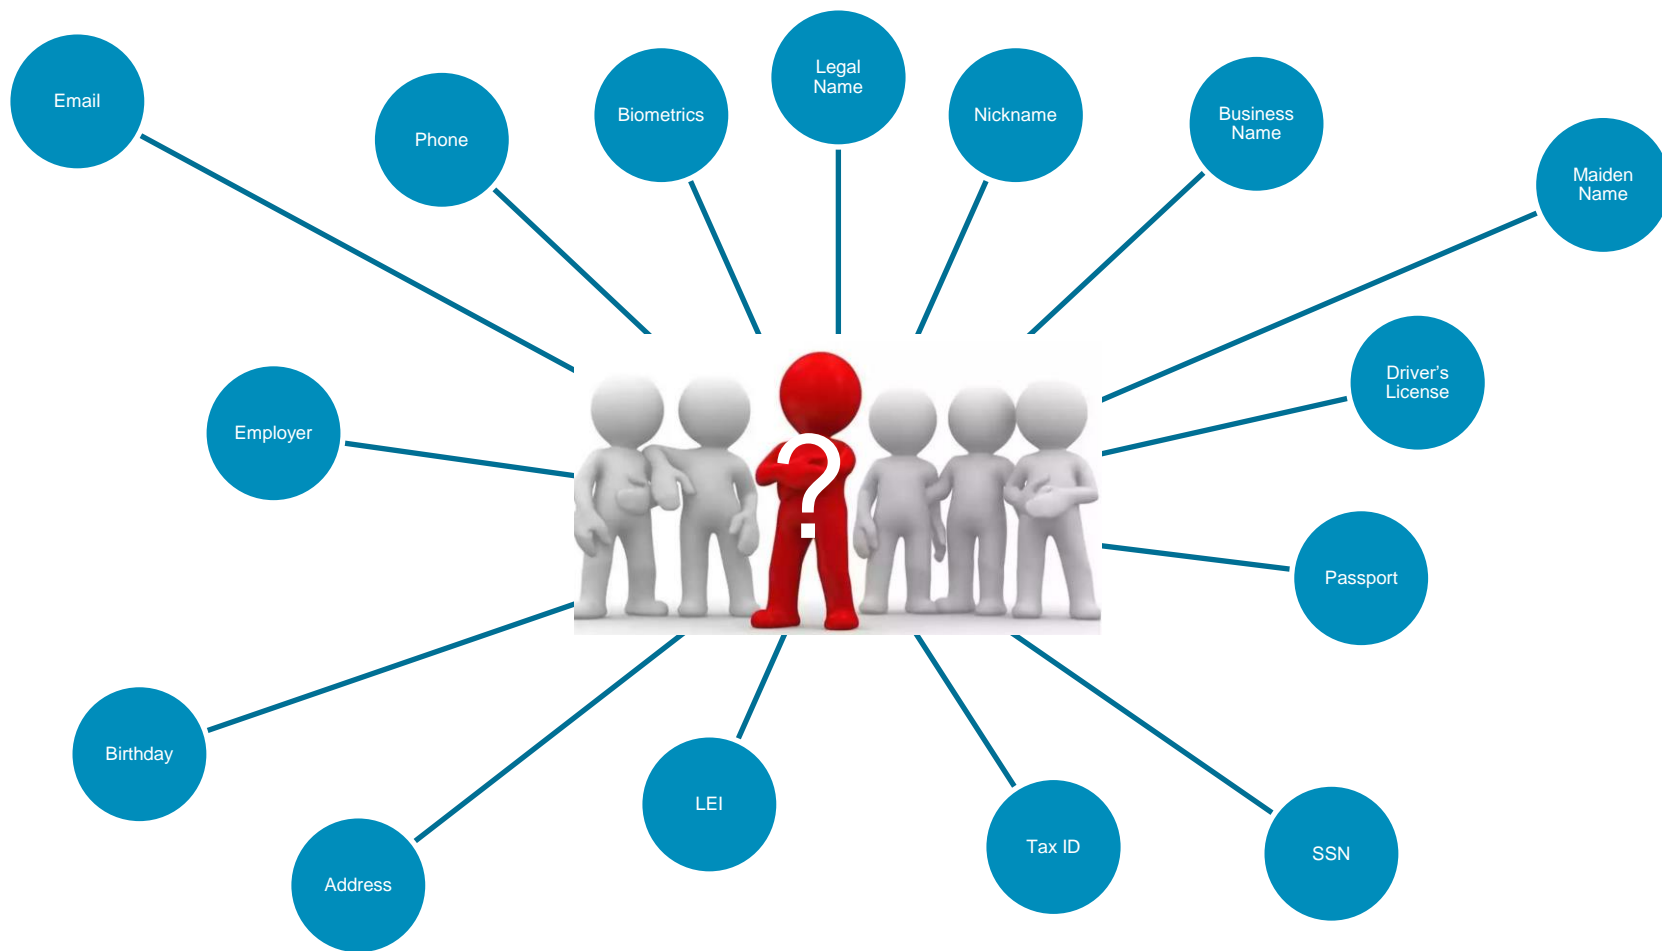 Legal
Name
Email
Phone
Biometrics
Nickname
Business
Name
Maiden
Name
Driver's
License
Employer
?
Passport
Birthday
LEI
Address
Tax ID
SSN